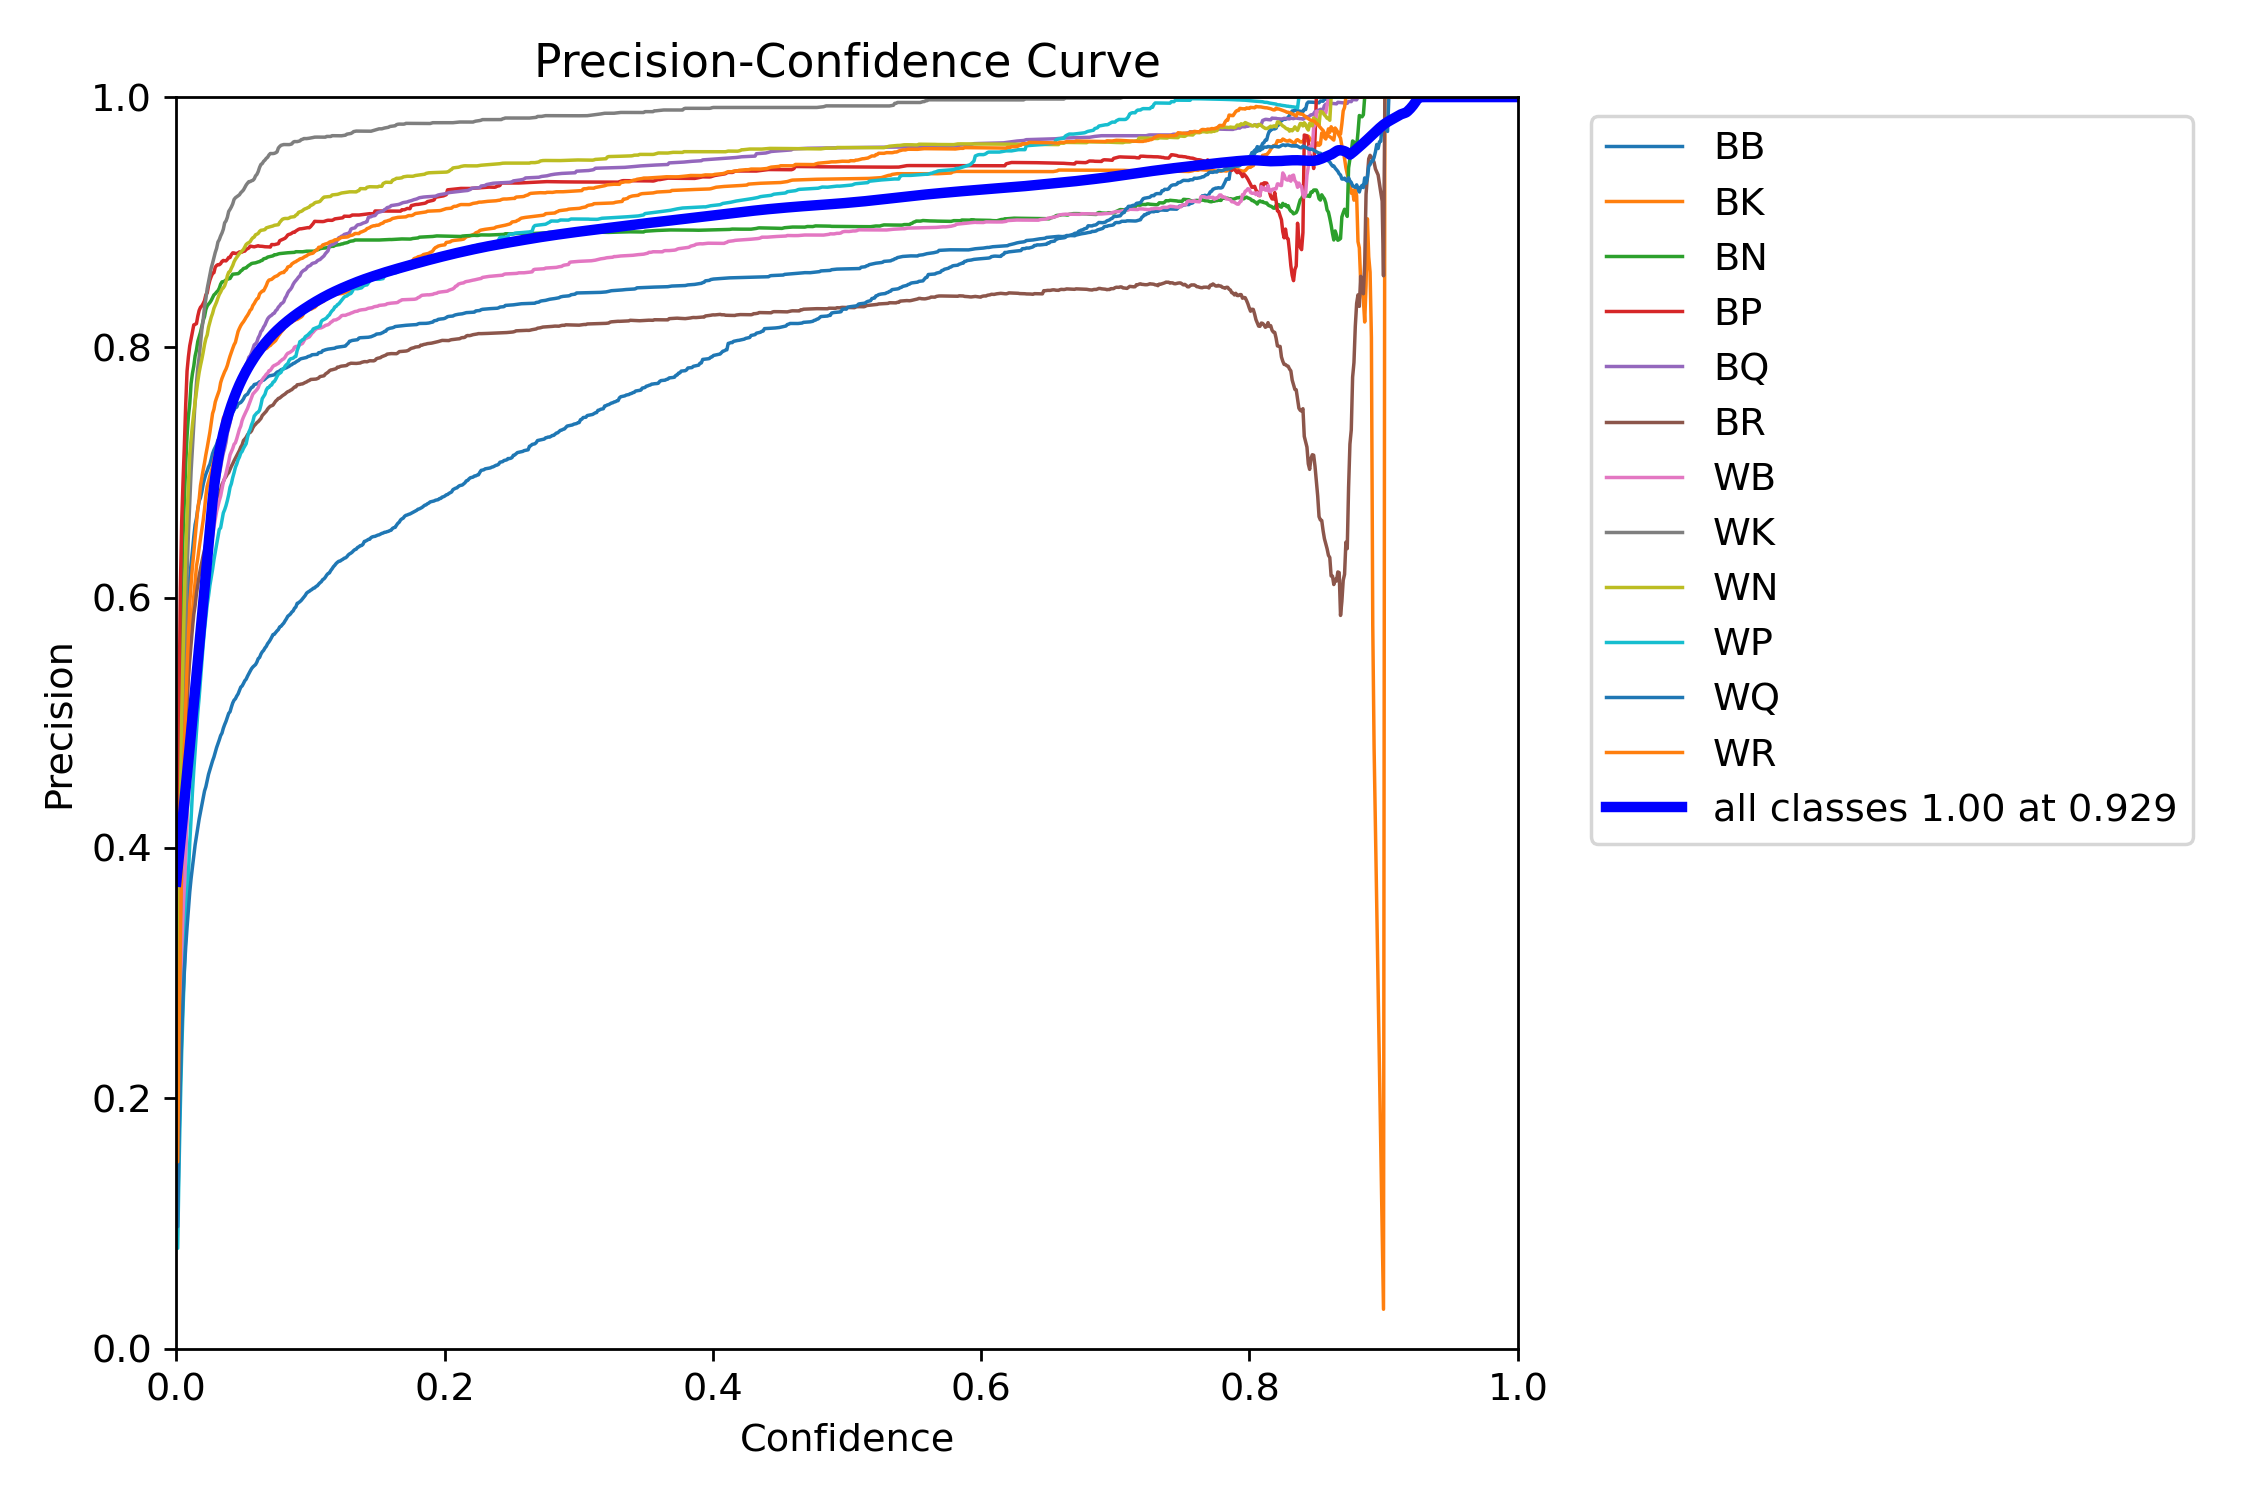 Precision-Confidence Curve
1.0
0.8
0.6
0.4
0.2
0.0
Precision
0.0 0.2 0.4 0.6 0.8 1.0
Confidence
BB
BK
BN
BP
BQ
BR
WB
WK
WN
WP
WQ
WR
all classes 1.00 at 0.929